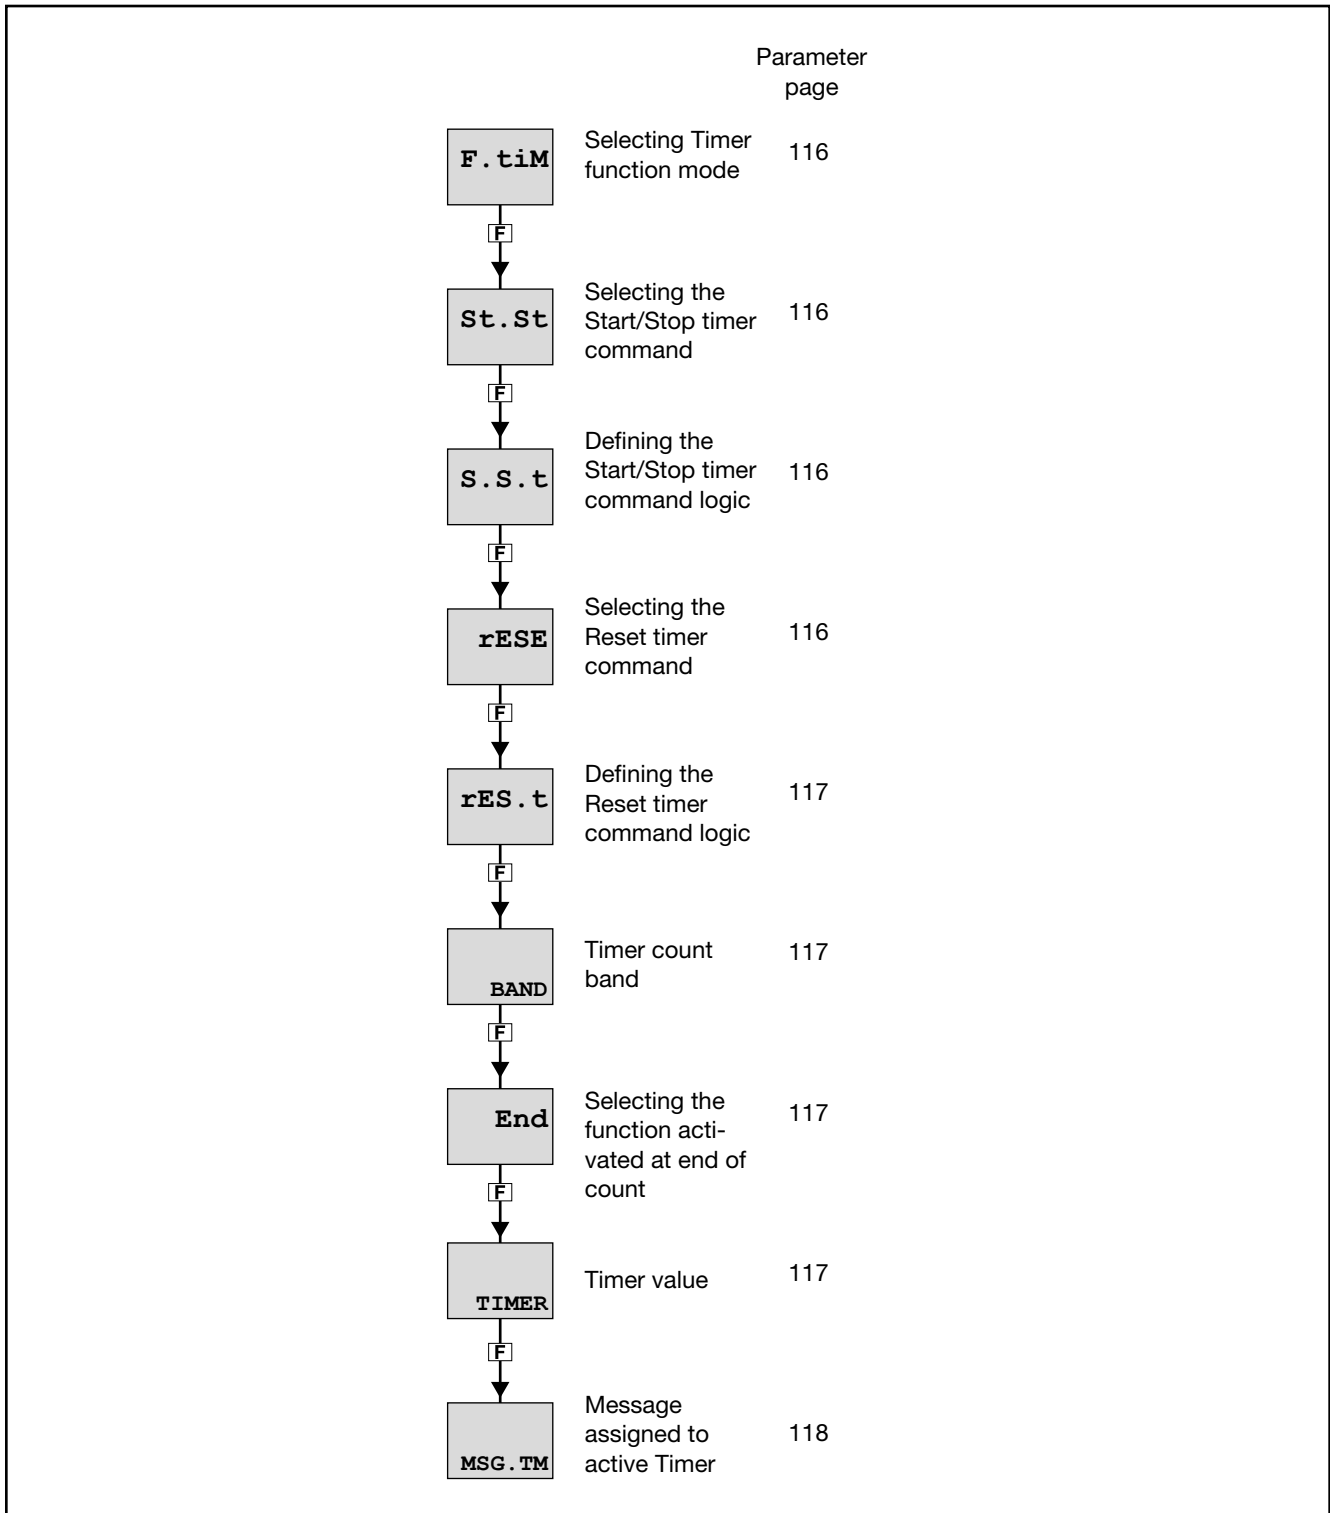 Parameter
page
F.tiM
Selecting Timer
function mode
116
F
St.St
Selecting the
Start/Stop timer
command
116
F
S.S.t
Defining the
Start/Stop timer
command logic
116
F
rESE
Selecting the
Reset timer
command
116
F
rES.t
Defining the
Reset timer
command logic
117
F
BAND
Timer count
band
117
F
End
Selecting the
function acti-
vated at end of
count
117
F
TIMER
Timer value
117
F
MSG.TM
Message
assigned to
active Timer
118